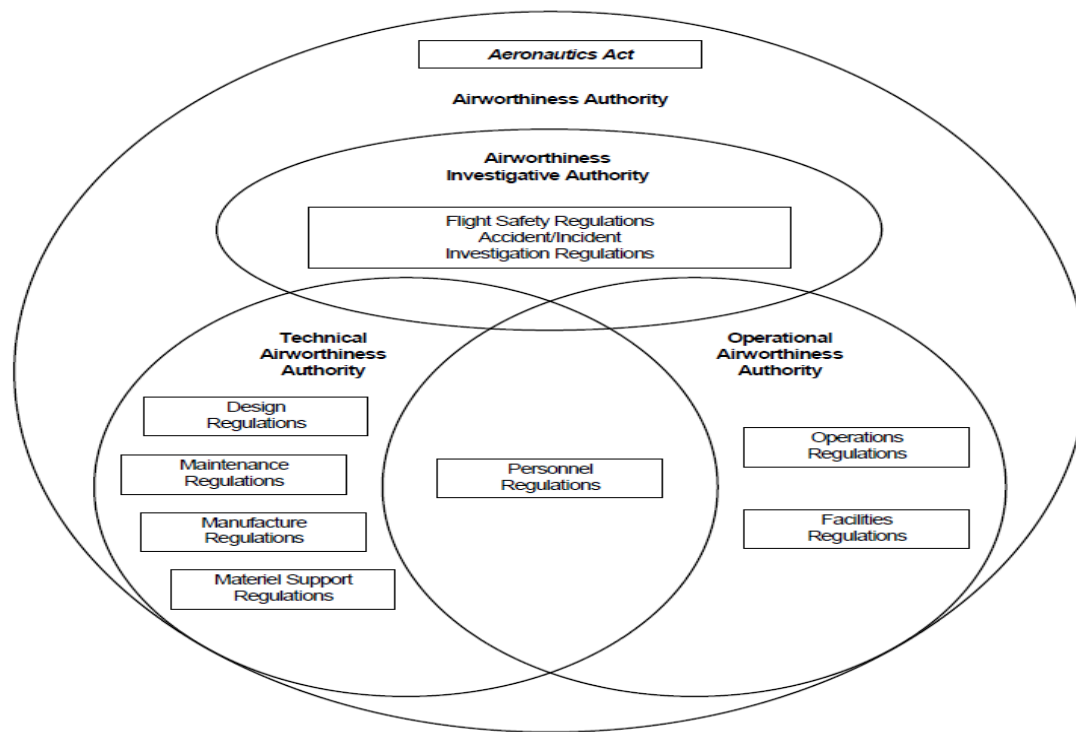 Aeronautics Act
Airworthiness Authority
Airworthiness
Investigative Authority
Flight Safety Regulations
Accident/Incident
Investigation Regulations
Technical
Airworthiness
Authority
Design
Regulations
Maintenance
Regulations
Manufacture
Regulations
Materiel Support
Regulations
Personnel
Regulations
Operational
Airworthiness
Authority
Operations
Regulations
Facilities
Regulations